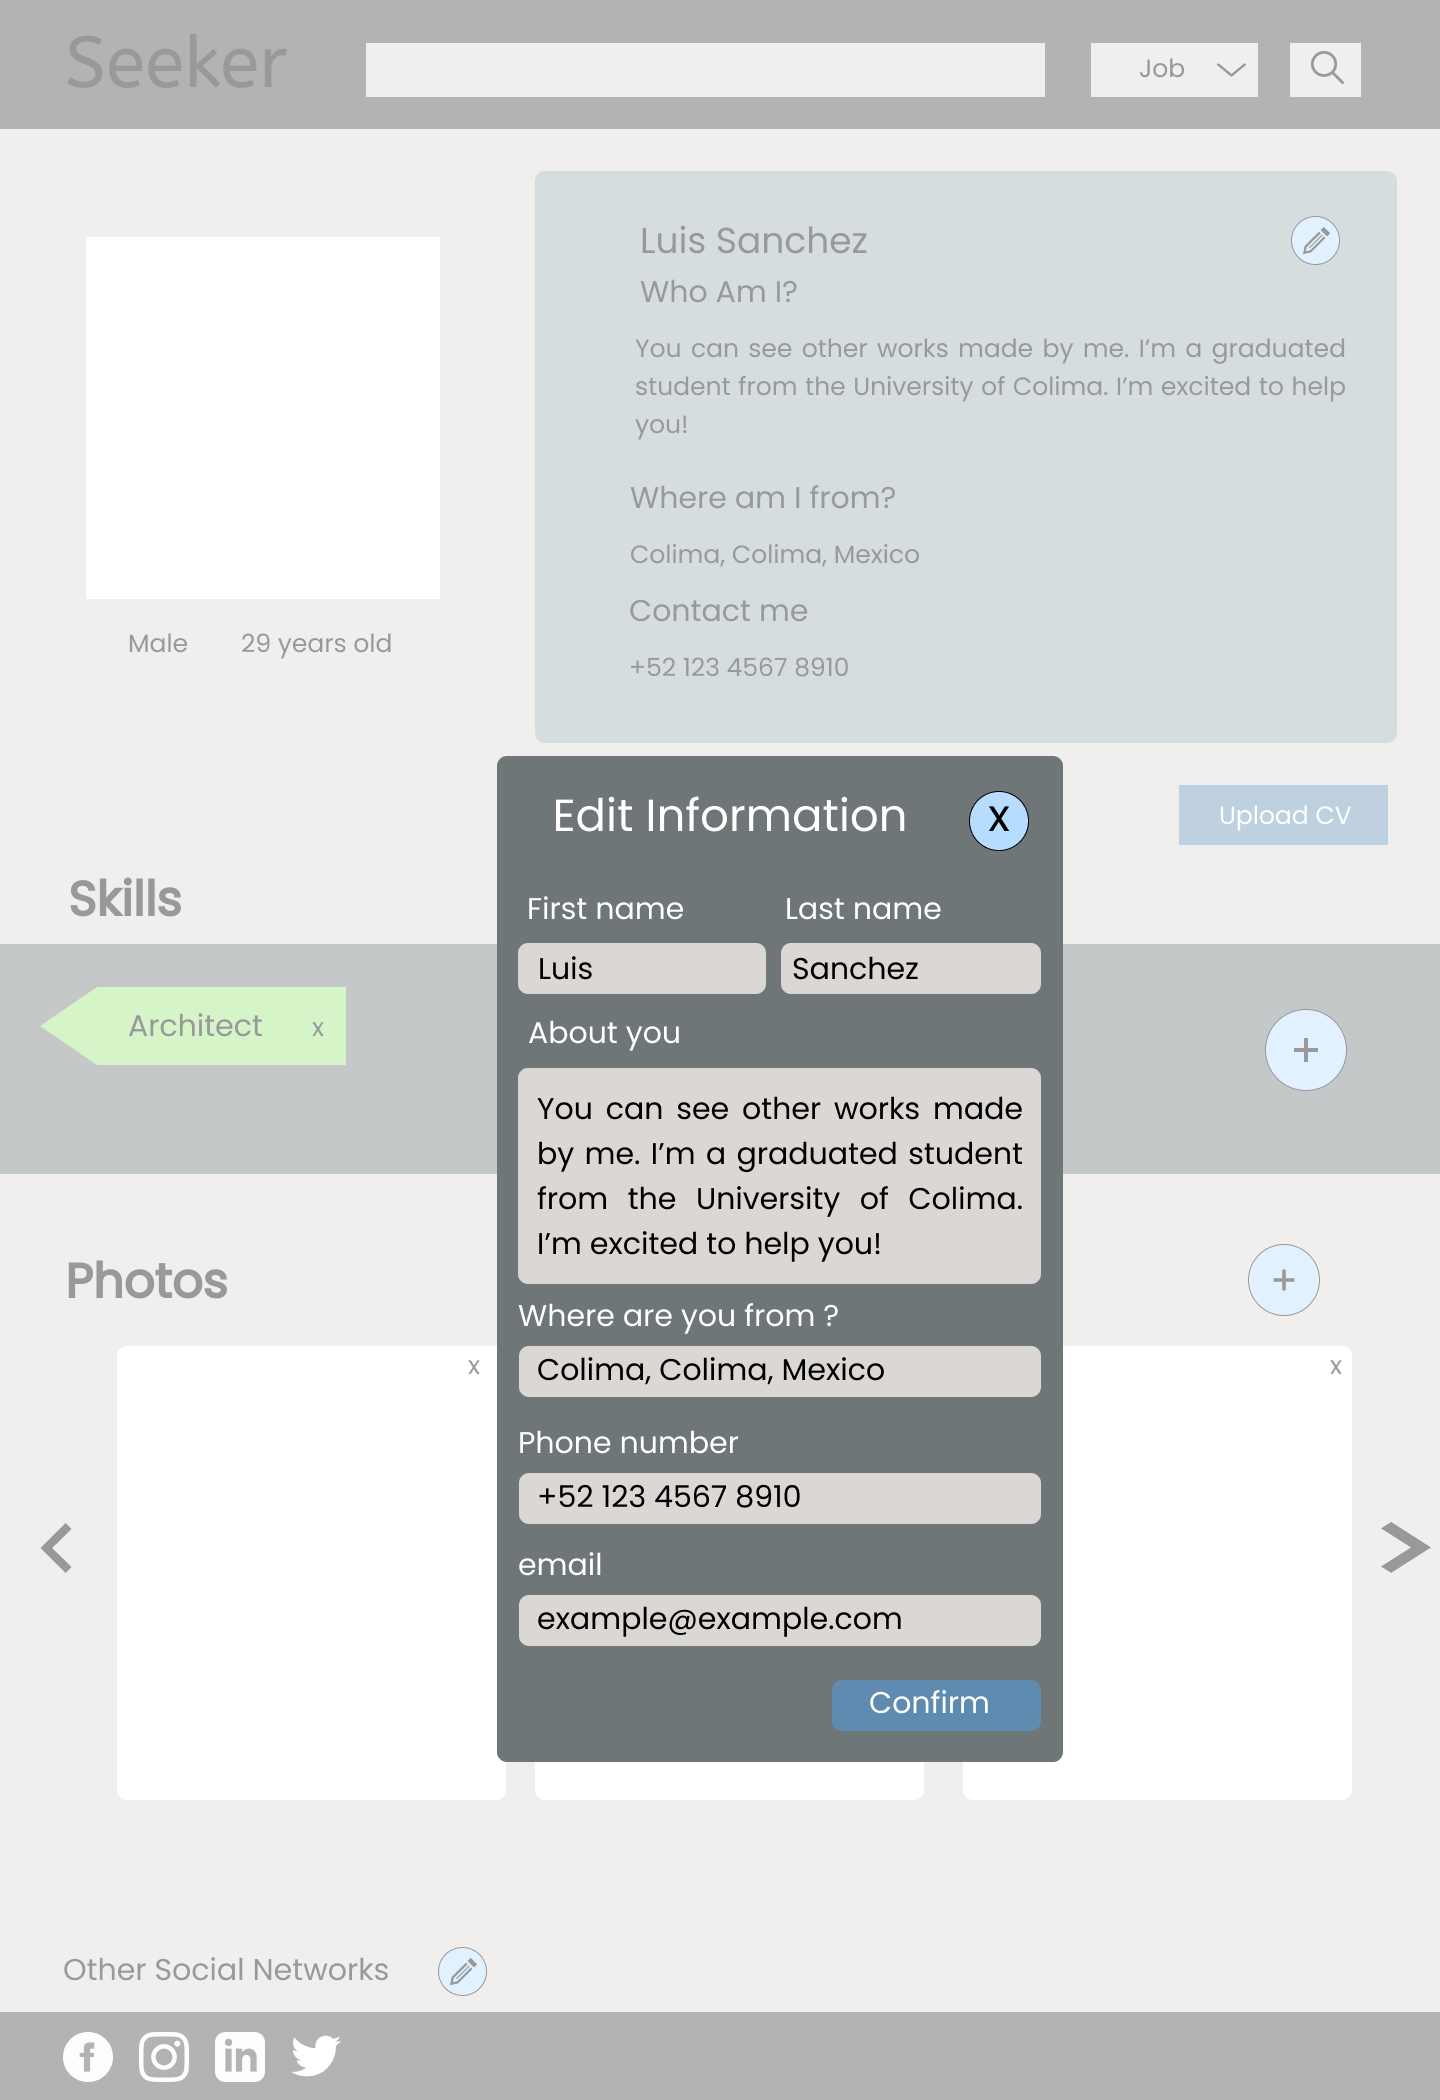 Seeker
Job
Luis Sanchez
Who Am I?
You can see other works made by me. I’m a graduated
student from the University of Colima. I’m excited to help
you!
Where am I from?
Colima, Colima, Mexico
Contact me
+52 123 4567 8910
Male 29 years old
Upload CV
Skills
Architect x
+
Photos
+
x
x
Edit Information X
First name Last name
Luis Sanchez
About you
You can see other works made
by me. I’m a graduated student
from the University of Colima.
I’m excited to help you!
Where are you from ?
Colima, Colima, Mexico
Phone number
+52 123 4567 8910
email
example@example.com
Confirm
Other Social Networks
f
in